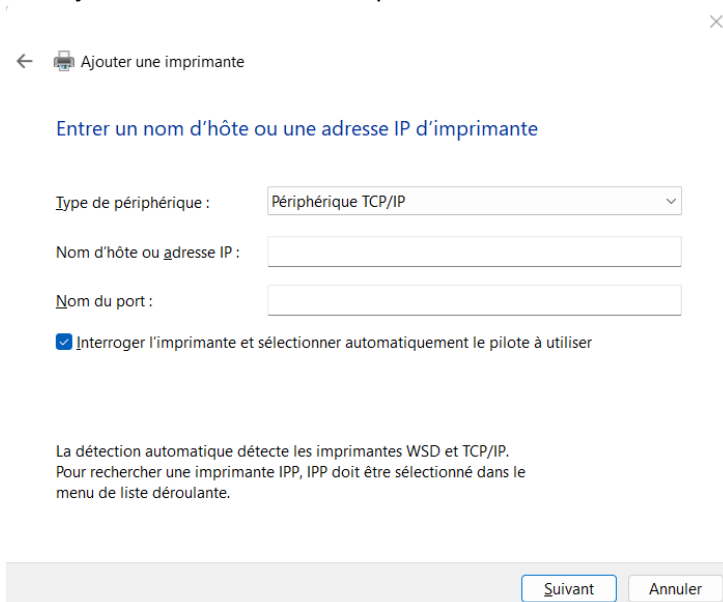 Ajouter une imprimante
Entrer un nom d’hôte ou une adresse IP d’imprimante
Type de périphérique : Périphérique TCP/IP
Nom d’hôte ou adresse IP :
Nom du port :
Interroger l’imprimante et sélectionner automatiquement le pilote à utiliser
La détection automatique détecte les imprimantes WSD et TCP/IP.
Pour rechercher une imprimante IPP, IPP doit être sélectionné dans le
menu de liste déroulante.
Suivant Annuler